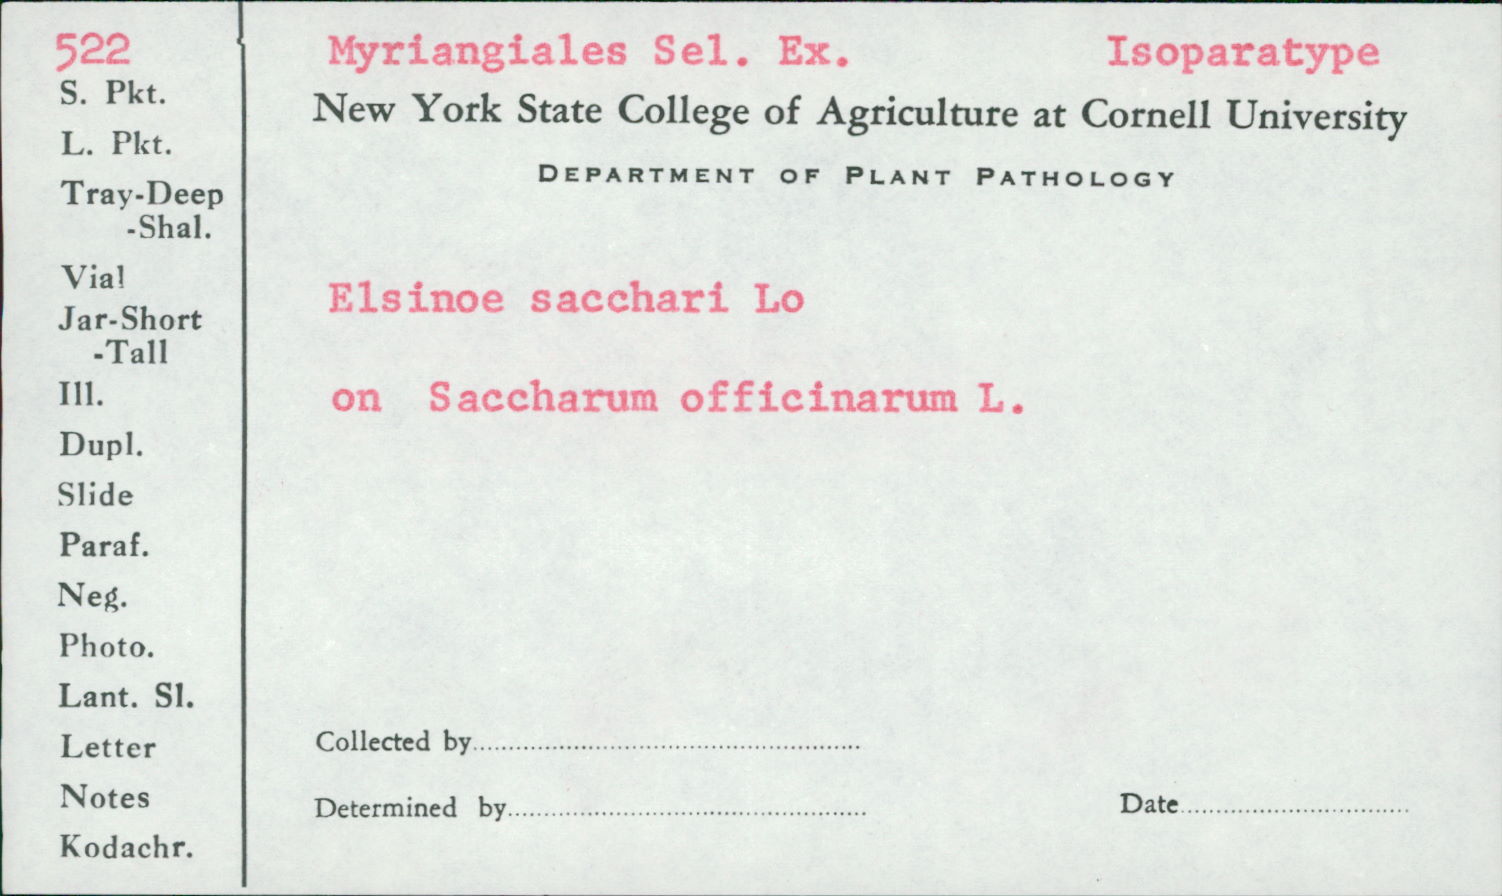 522
S. Pkt.
L. Pkt.
Tray-Deep
-Shal.
Vial
Jar-Short
-Tall
Ill.
Dupl.
Slide
Paraf.
Neg.
Photo.
Lant. Sl.
Letter
Notes
Kodachr.
Myriangiales Sel. Ex. Isoparatype
New York State College of Agriculture at Cornell University
DEPARTMENT OF PLANT PATHOLOGY
Elsinoe sacchari Lo
on Saccharum officinarum L.
Collected by
Determined by
Date